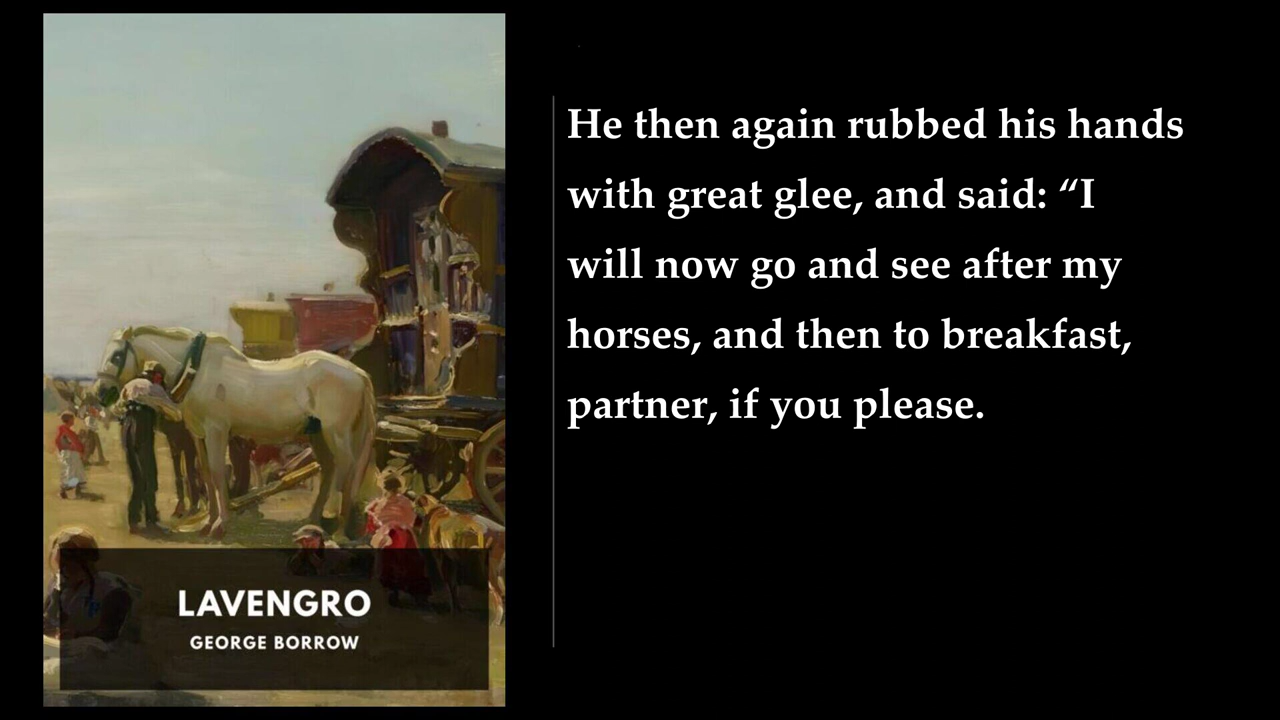 He then again rubbed his hands
with great glee, and said: “I
will now go and see after my
horses, and then to breakfast,
partner, if you please.
LAVENGRO
GEORGE BORROW